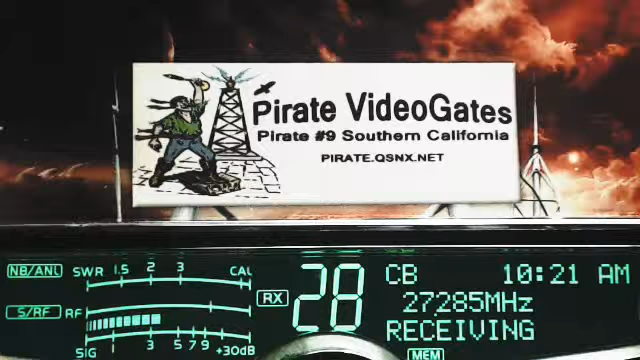 Pirate VideoGates
Pirate #9 Southern California
PIRATE.QSNX.NET
NB/ANL SWR 1.5 2 3 CAL
S/RF RF
SIG 3 5 7 9 +30dB
RX 28
CB 10:21 AM
27285MHz
RECEIVING
MEM